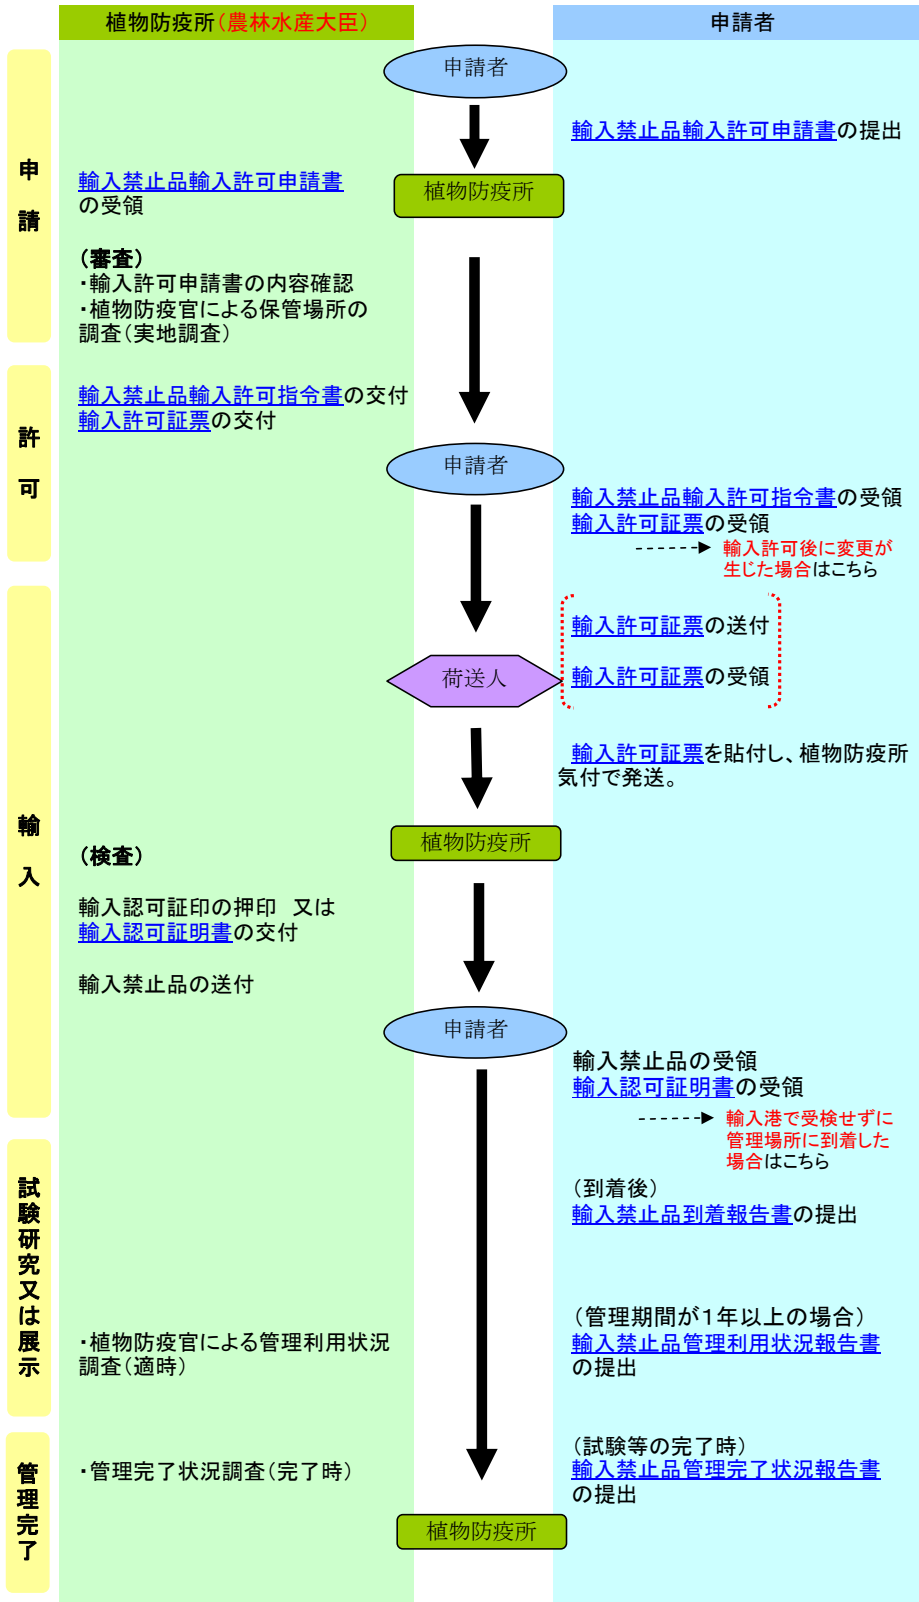 植物防疫所（農林水産大臣）
申請者
申請者
輸入禁止品輸入許可申請書の提出
申
請
輸入禁止品輸入許可申請書
の受領
植物防疫所
（審査）
・輸入許可申請書の内容確認
・植物防疫官による保管場所の
調査（実地調査）
許
可
輸入禁止品輸入許可指令書の交付
輸入許可証票の交付
申請者
輸入禁止品輸入許可指令書の受領
輸入許可証票の受領
輸入許可後に変更が
生じた場合はこちら
輸入許可証票の送付
荷送人
輸入許可証票の受領
輸入許可証票を貼付し、植物防疫所
気付で発送。
輸
入
植物防疫所
（検査）
輸入認可証印の押印　又は
輸入認可証明書の交付
輸入禁止品の送付
申請者
輸入禁止品の受領
輸入認可証明書の受領
輸入港で受検せずに
管理場所に到着した
場合はこちら
試験研究又は展示
（到着後）
輸入禁止品到着報告書の提出
・植物防疫官による管理利用状況
調査（適時）
（管理期間が１年以上の場合）
輸入禁止品管理利用状況報告書
の提出
管理完了
・管理完了状況調査（完了時）
（試験等の完了時）
輸入禁止品管理完了状況報告書
の提出
植物防疫所